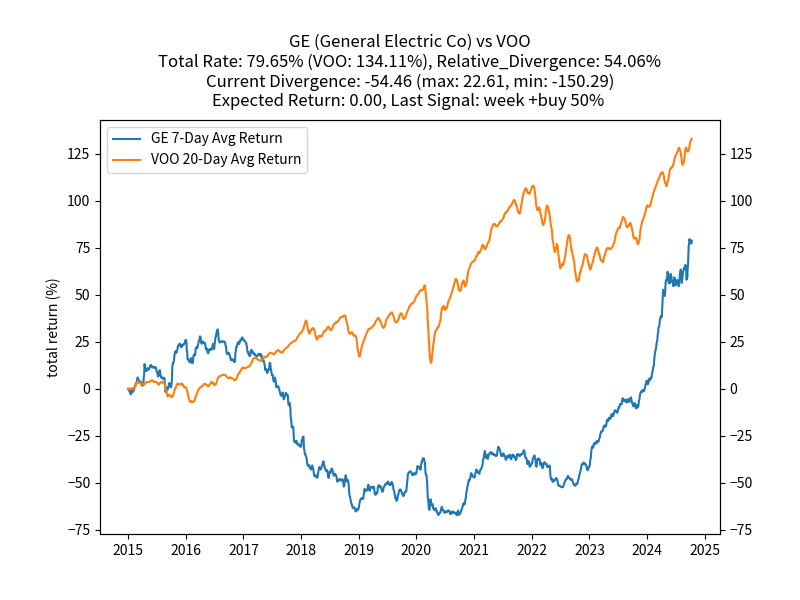 GE (General Electric Co) vs VOO
Total Rate: 79.65% (VOO: 134.11%), Relative_Divergence: 54.06%
Current Divergence: -54.46 (max: 22.61, min: -150.29)
Expected Return: 0.00, Last Signal: week +buy 50%
GE 7-Day Avg Return
VOO 20-Day Avg Return
total return (%)
125 125
100 100
75 75
50 50
25 25
0 0
−25 −25
−50 −50
−75 −75
2015 2016 2017 2018 2019 2020 2021 2022 2023 2024 2025